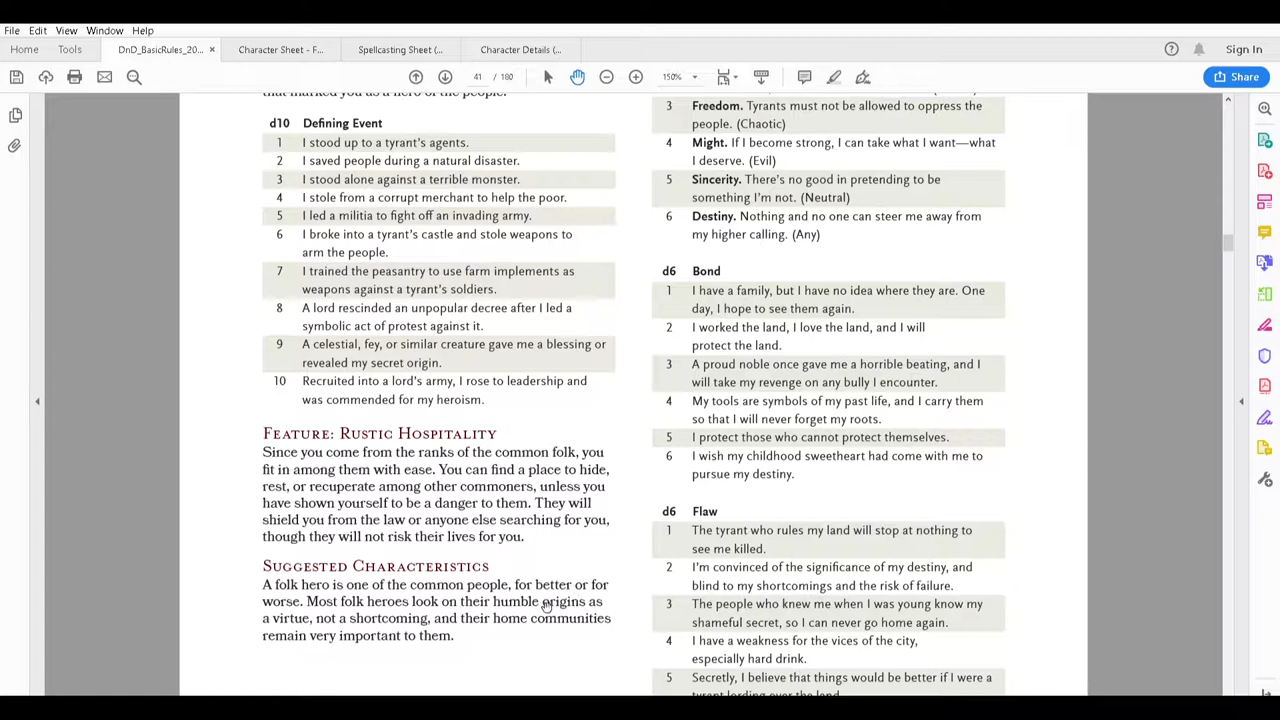 File Edit View Window Help
Home Tools DnD_BasicRules_20... × Character Sheet - F... Spellcasting Sheet (... Character Details (... Sign In
41 / 180 150% Share
that marked you as a hero of the people.
d10 Defining Event
1 I stood up to a tyrant's agents.
2 I saved people during a natural disaster.
3 I stood alone against a terrible monster.
4 I stole from a corrupt merchant to help the poor.
5 I led a militia to fight off an invading army.
6 I broke into a tyrant's castle and stole weapons to
arm the people.
7 I trained the peasantry to use farm implements as
weapons against a tyrant's soldiers.
8 A lord rescinded an unpopular decree after I led a
symbolic act of protest against it.
9 A celestial, fey, or similar creature gave me a blessing or
revealed my secret origin.
10 Recruited into a lord's army, I rose to leadership and
was commended for my heroism.
Feature: Rustic Hospitality
Since you come from the ranks of the common folk, you
fit in among them with ease. You can find a place to hide,
rest, or recuperate among other commoners, unless you
have shown yourself to be a danger to them. They will
shield you from the law or anyone else searching for you,
though they will not risk their lives for you.
Suggested Characteristics
A folk hero is one of the common people, for better or for
worse. Most folk heroes look on their humble origins as
a virtue, not a shortcoming, and their home communities
remain very important to them.
3 Freedom. Tyrants must not be allowed to oppress the
people. (Chaotic)
4 Might. If I become strong, I can take what I want—what
I deserve. (Evil)
5 Sincerity. There's no good in pretending to be
something I'm not. (Neutral)
6 Destiny. Nothing and no one can steer me away from
my higher calling. (Any)
d6 Bond
1 I have a family, but I have no idea where they are. One
day, I hope to see them again.
2 I worked the land, I love the land, and I will
protect the land.
3 A proud noble once gave me a horrible beating, and I
will take my revenge on any bully I encounter.
4 My tools are symbols of my past life, and I carry them
so that I will never forget my roots.
5 I protect those who cannot protect themselves.
6 I wish my childhood sweetheart had come with me to
pursue my destiny.
d6 Flaw
1 The tyrant who rules my land will stop at nothing to
see me killed.
2 I'm convinced of the significance of my destiny, and
blind to my shortcomings and the risk of failure.
3 The people who knew me when I was young know my
shameful secret, so I can never go home again.
4 I have a weakness for the vices of the city,
especially hard drink.
5 Secretly, I believe that things would be better if I were a
tyrant lording over the land.